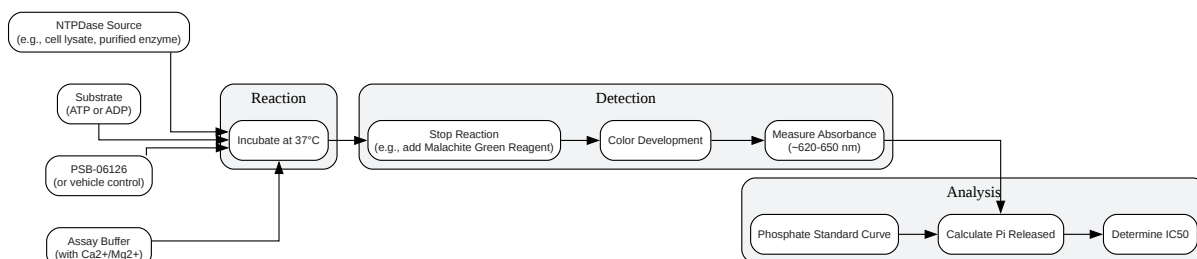 NTPDase Source
(e.g., cell lysate, purified enzyme)
Substrate
(ATP or ADP)
PSB-06126
(or vehicle control)
Assay Buffer
(with Ca2+/Mg2+)
Reaction
Incubate at 37°C
Detection
Stop Reaction
(e.g., add Malachite Green Reagent)
Color Development
Measure Absorbance
(~620-650 nm)
Analysis
Phosphate Standard Curve
Calculate Pi Released
Determine IC50